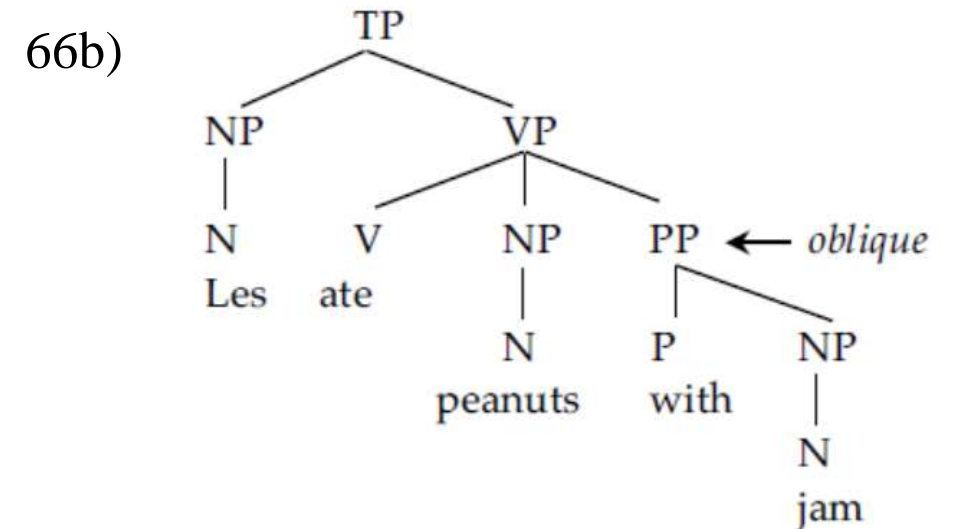 TP
66b)
NP VP
N V NP PP ← oblique
Les ate
N P NP
peanuts with
N
jam